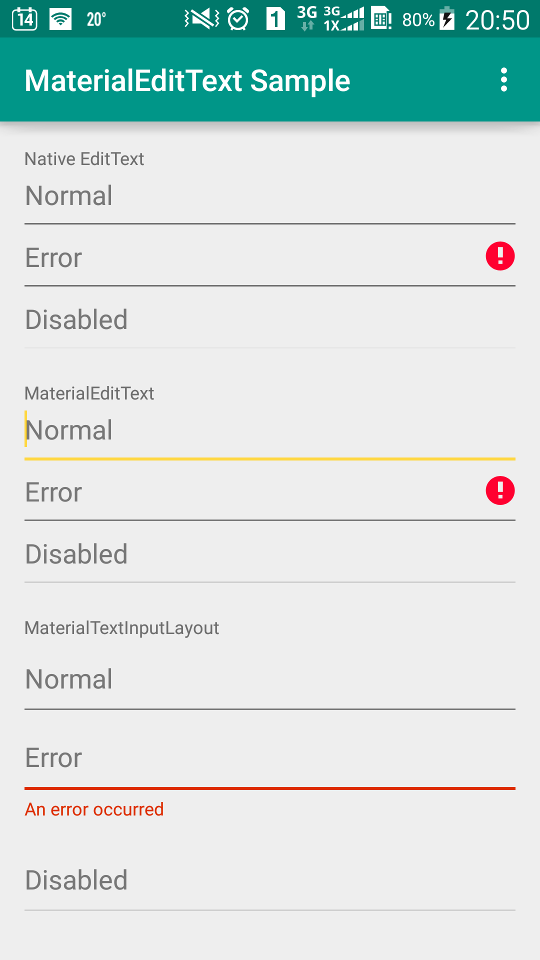 14 20° 1 3G 3G 1X 80% 20:50
MaterialEditText Sample
Native EditText
Normal
Error
Disabled
MaterialEditText
Normal
Error
Disabled
MaterialTextInputLayout
Normal
Error
An error occurred
Disabled